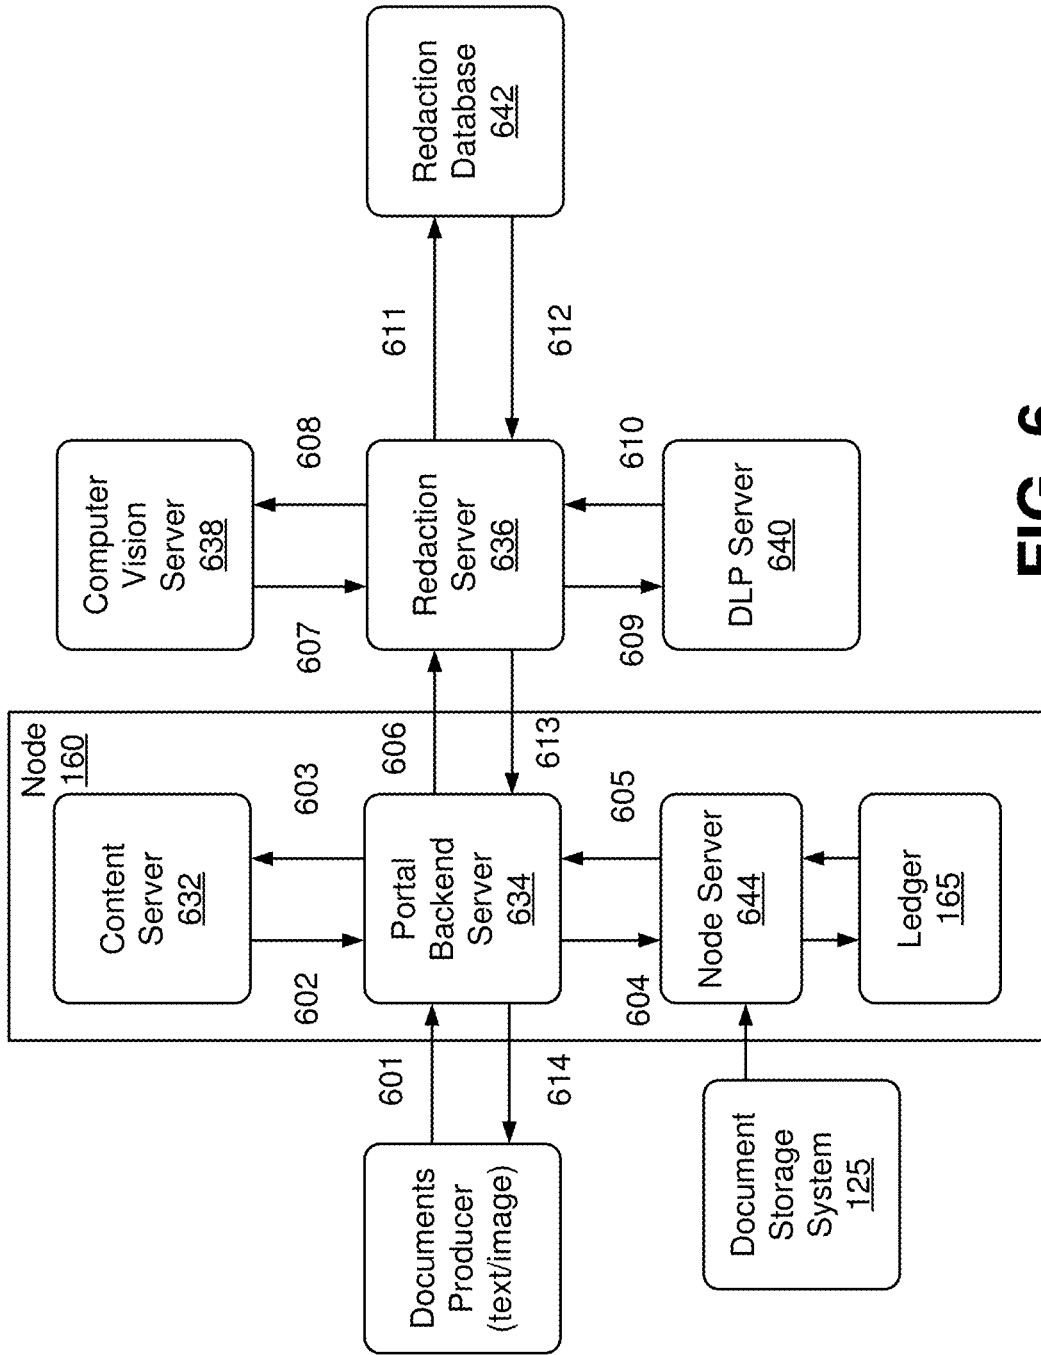 Node
160
Content
Server
632
602
603
Documents
Producer
(text/image)
601
614
Portal
Backend
Server
634
606
613
604
605
Node Server
644
Ledger
165
Document
Storage
System
125
Computer
Vision
Server
638
607
608
Redaction
Server
636
611
612
Redaction
Database
642
609
610
DLP Server
640
FIG. 6